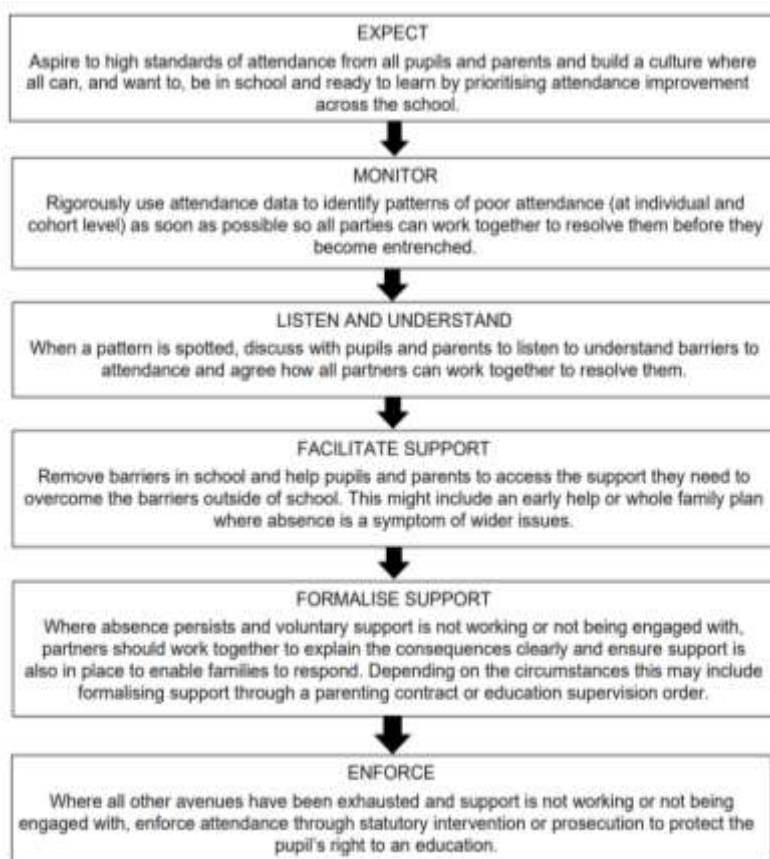 EXPECT
Aspire to high standards of attendance from all pupils and parents and build a culture where
all can, and want to, be in school and ready to learn by prioritising attendance improvement
across the school.
MONITOR
Rigorously use attendance data to identify patterns of poor attendance (at individual and
cohort level) as soon as possible so all parties can work together to resolve them before they
become entrenched.
LISTEN AND UNDERSTAND
When a pattern is spotted, discuss with pupils and parents to listen to understand barriers to
attendance and agree how all partners can work together to resolve them.
FACILITATE SUPPORT
Remove barriers in school and help pupils and parents to access the support they need to
overcome the barriers outside of school. This might include an early help or whole family plan
where absence is a symptom of wider issues.
FORMALISE SUPPORT
Where absence persists and voluntary support is not working or not being engaged with,
partners should work together to explain the consequences clearly and ensure support is
also in place to enable families to respond. Depending on the circumstances this may include
formalising support through a parenting contract or education supervision order.
ENFORCE
Where all other avenues have been exhausted and support is not working or not being
engaged with, enforce attendance through statutory intervention or prosecution to protect the
pupil's right to an education.